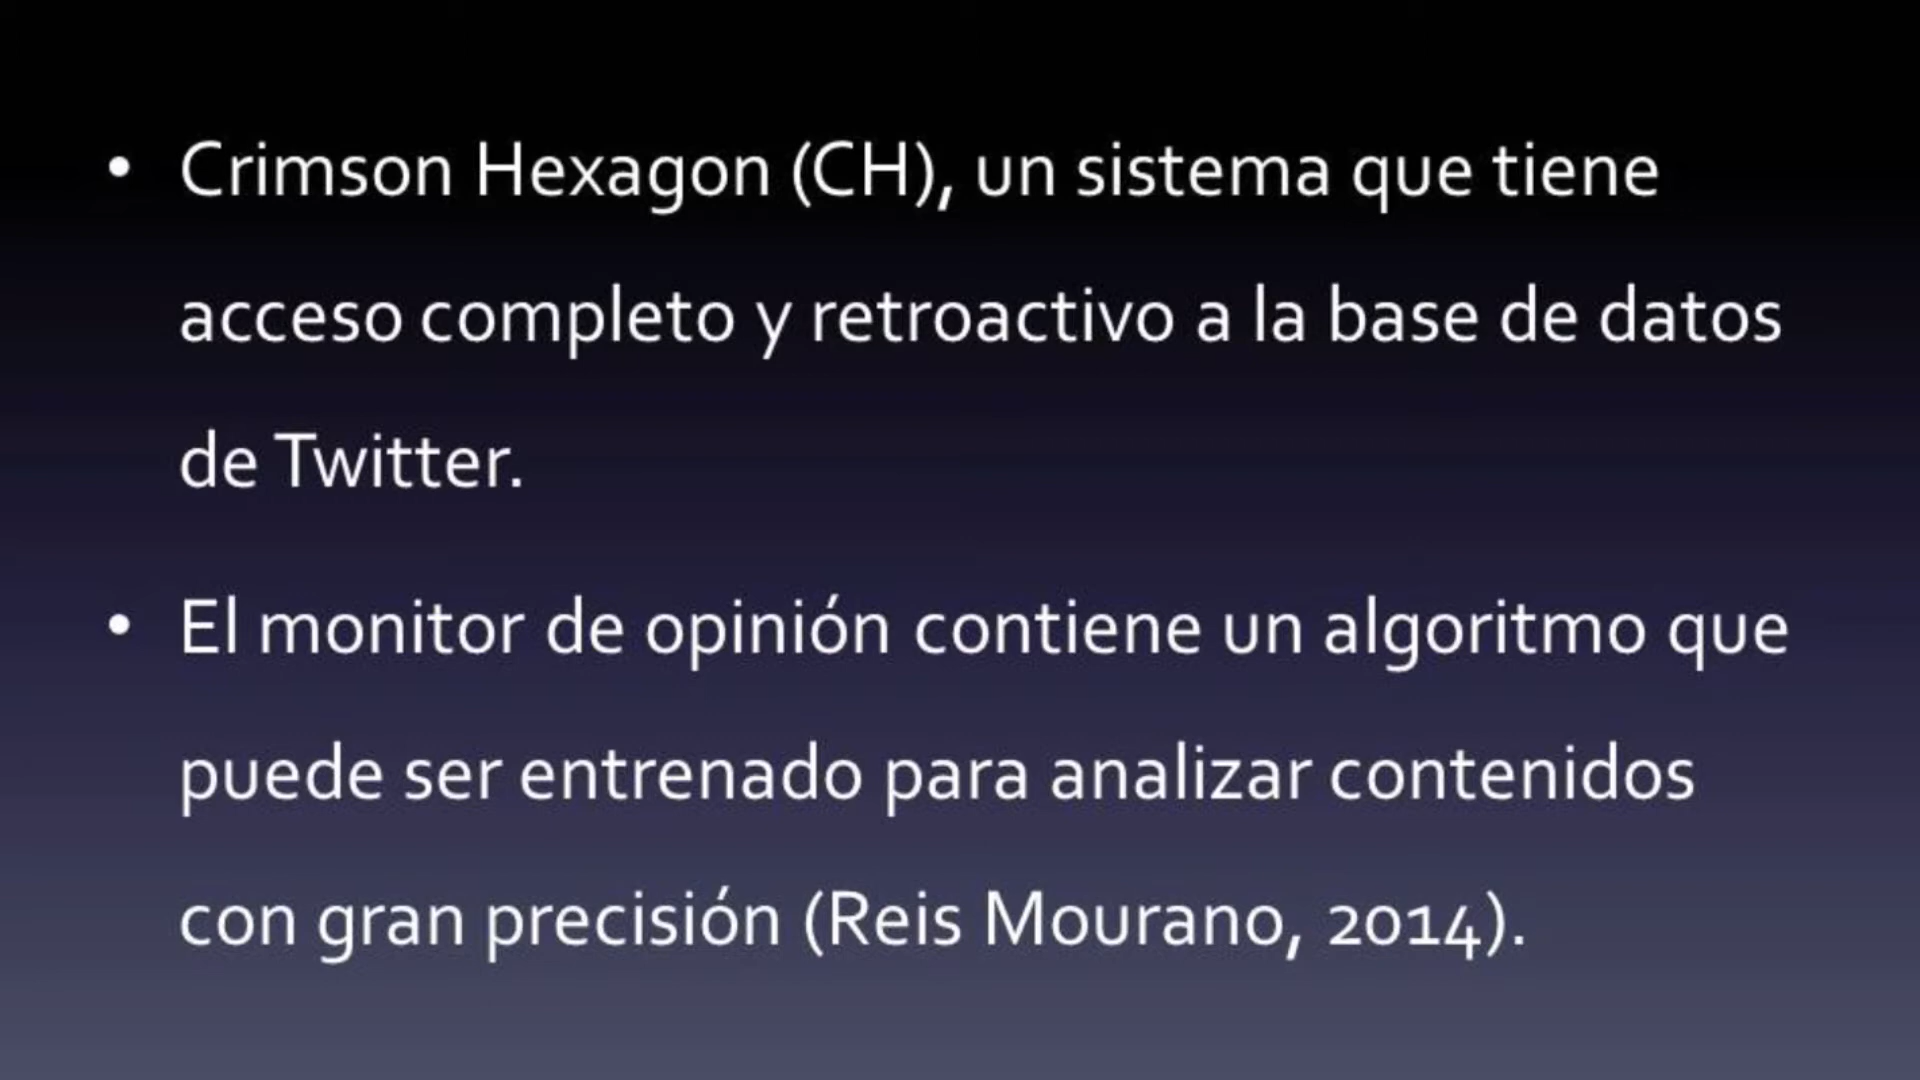 • Crimson Hexagon (CH), un sistema que tiene
acceso completo y retroactivo a la base de datos
de Twitter.
• El monitor de opinión contiene un algoritmo que
puede ser entrenado para analizar contenidos
con gran precisión (Reis Mourano, 2014).